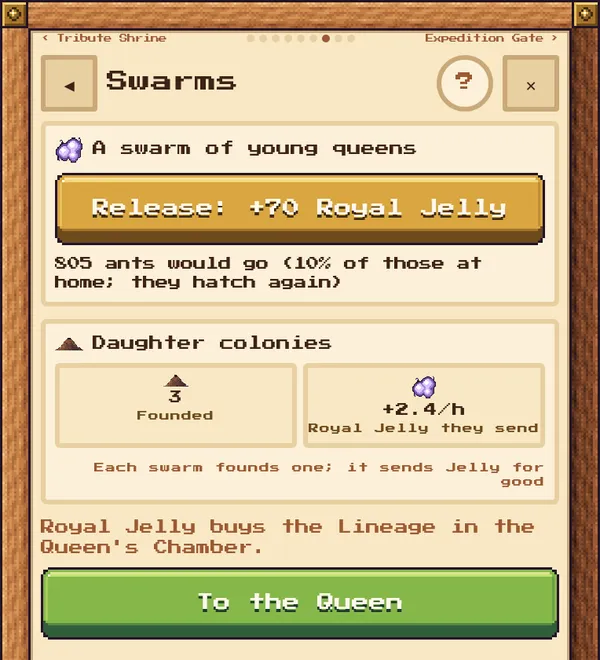 ‹ Tribute Shrine
Expedition Gate ›
Swarms
?
A swarm of young queens
Release: +70 Royal Jelly
805 ants would go (10% of those at
home; they hatch again)
Daughter colonies
3
Founded
+2.4/h
Royal Jelly they send
Each swarm founds one; it sends Jelly for
good
Royal Jelly buys the Lineage in the
Queen's Chamber.
To the Queen